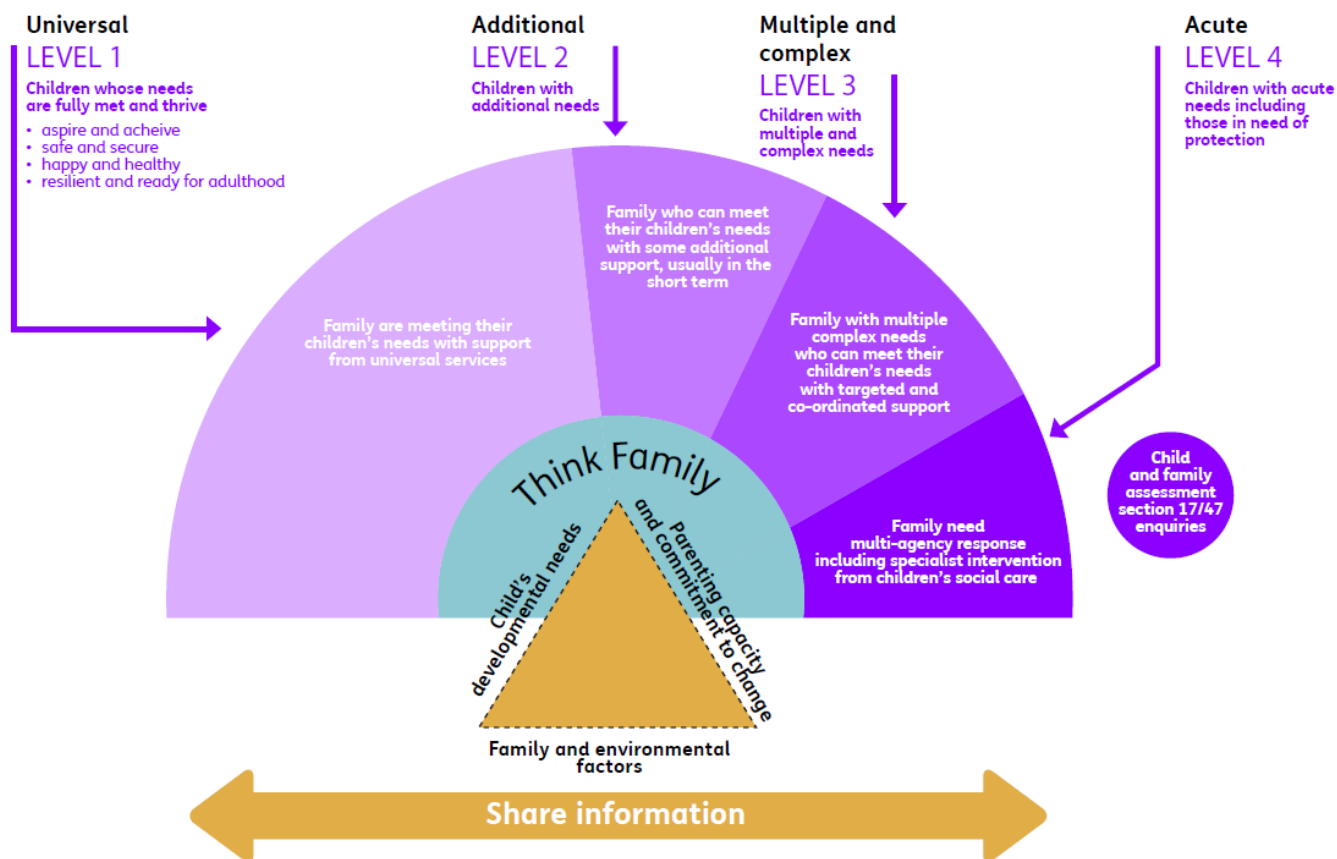 Universal
LEVEL 1
Children whose needs
are fully met and thrive
• aspire and acheive
• safe and secure
• happy and healthy
• resilient and ready for adulthood
Additional
LEVEL 2
Children with
additional needs
Multiple and
complex
LEVEL 3
Children with
multiple and
complex needs
Acute
LEVEL 4
Children with acute
needs including
those in need of
protection
Family are meeting their
children's needs with support
from universal services
Family who can meet
their children's needs
with some additional
support, usually in the
short term
Family with multiple
complex needs
who can meet their
children's needs
with targeted and
co-ordinated support
Family need
multi-agency response
including specialist intervention
from children's social care
Child
and family
assessment
section 17/47
enquiries
Think Family
Child's
developmental needs
Parenting capacity
and commitment to change
Family and environmental
factors
Share information